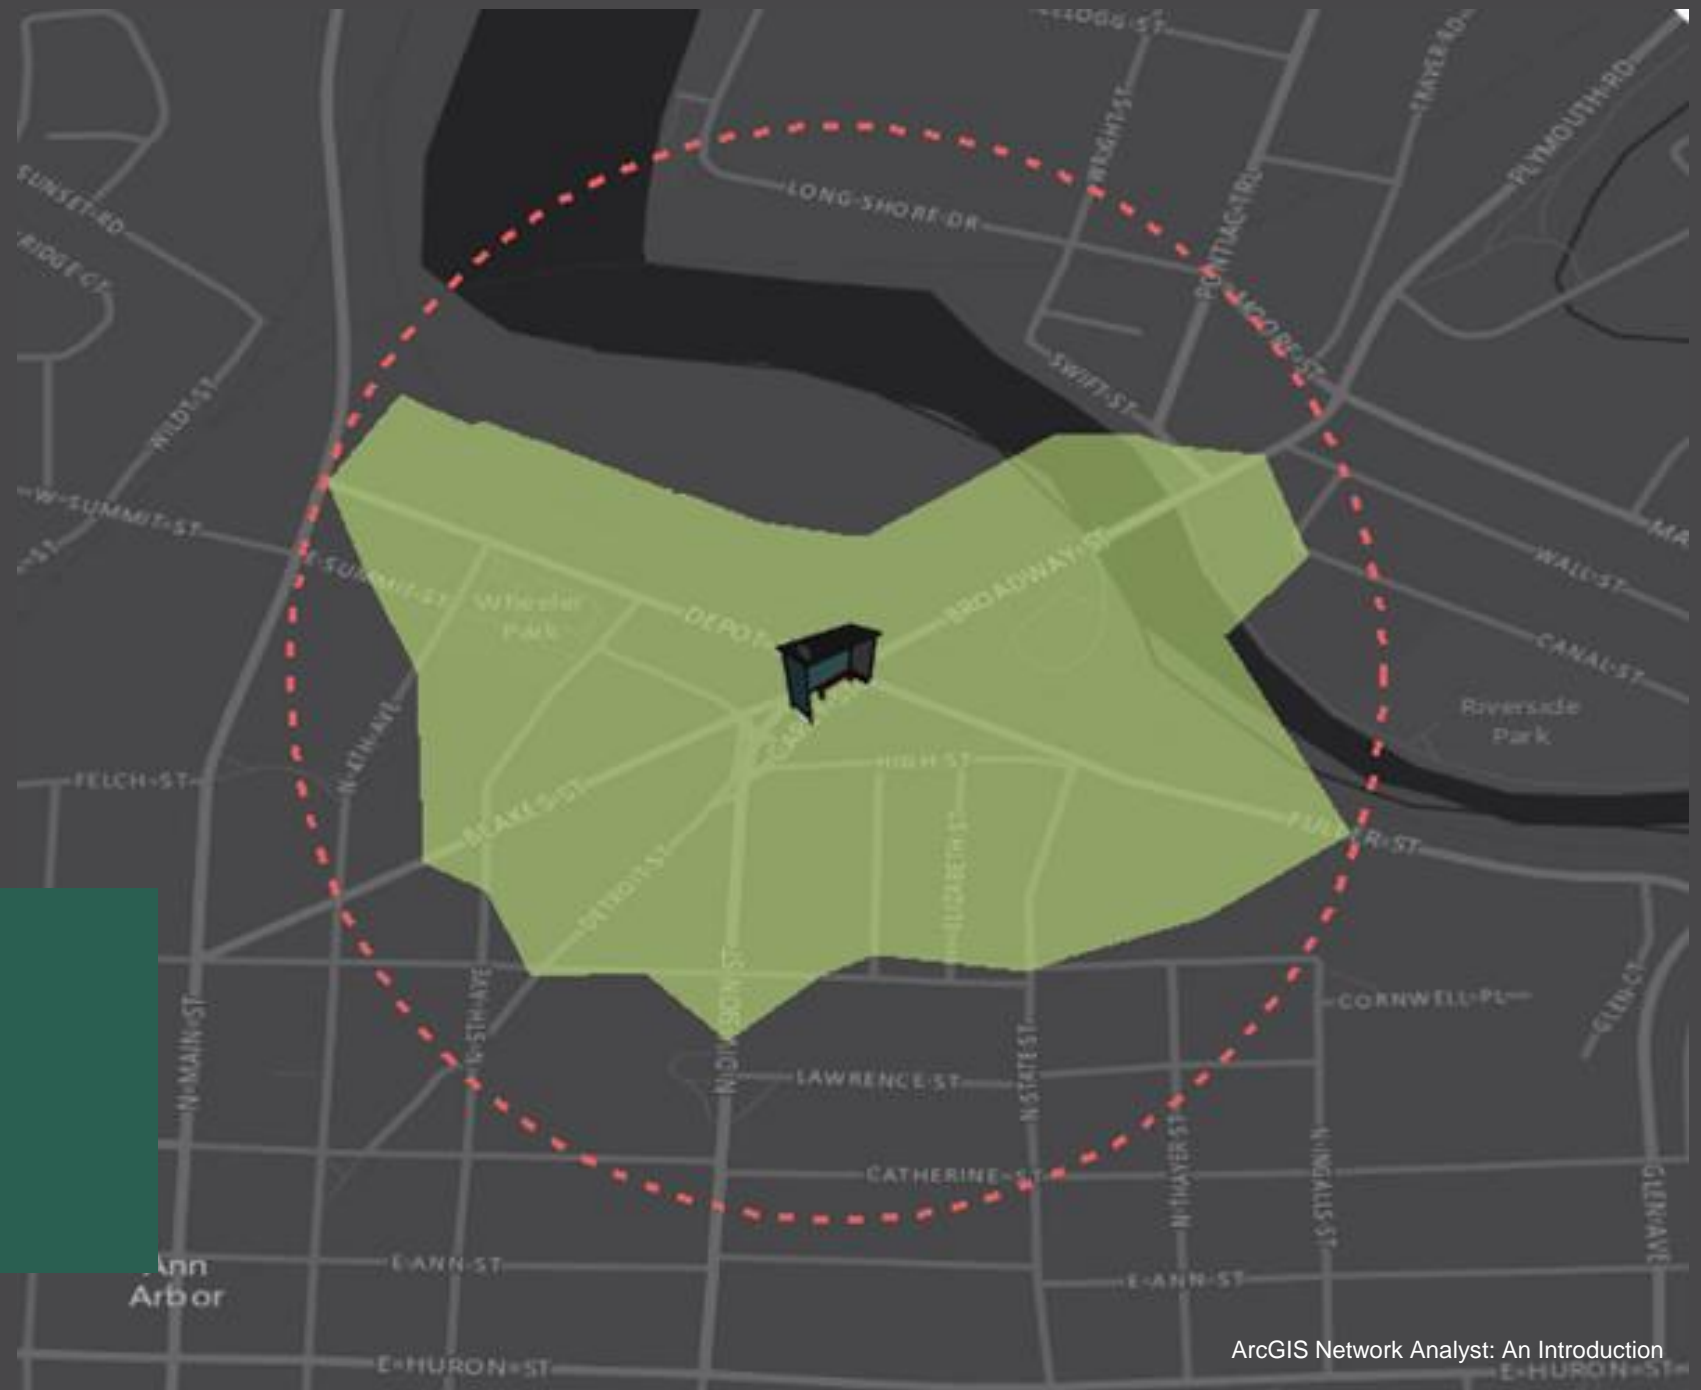 WRIGHT-ST
TRAVER-RD
PLYMOUTH-RD
SUNSET-RD
RIDGE-CT
LONG-SHORE-DR
PONTIAC-TRL
MOORE-ST
SWIFT-ST
WILDT-ST
W-SUMMIT-ST
E-SUMMIT-ST
Wheeler
Park
DEPOT
BROADWAY-ST
WALL-ST
CANAL-ST
Riverside
Park
FELCH-ST
N-4TH-AVE
BEAKES-ST
HIGH-ST
DETROIT-ST
ELIZABETH-ST
FULLER-ST
N-MAIN-ST
N-5TH-AVE
N-DIVISION-ST
N-STATE-ST
CORNWELL-PL
GLEN-CT
LAWRENCE-ST
CATHERINE-ST
N-THAYER-ST
N-INGALLS-ST
GLEN-AVE
Ann
Arbor
E-ANN-ST
E-ANN-ST
ArcGIS Network Analyst: An Introduction
E-HURON-ST
E-HURON-ST